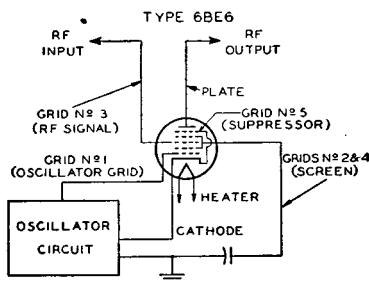 TYPE 6BE6
RF
INPUT
RF
OUTPUT
PLATE
GRID Nº 3
(RF SIGNAL)
GRID Nº 5
(SUPPRESSOR)
GRID Nº 1
(OSCILLATOR GRID)
GRIDS Nº 2&4
(SCREEN)
HEATER
OSCILLATOR
CIRCUIT
CATHODE